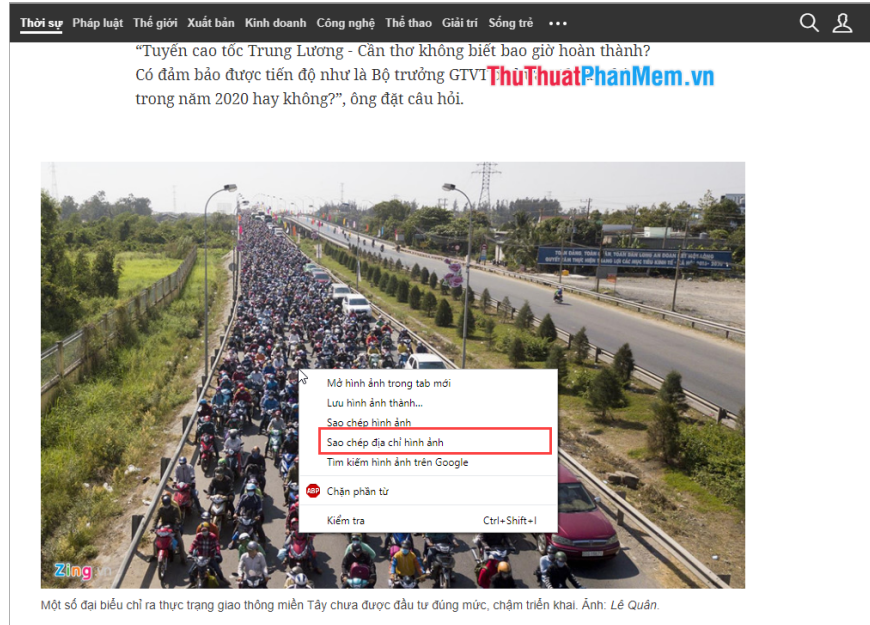 Thời sự Pháp luật Thế giới Xuất bản Kinh doanh Công nghệ Thể thao Giải trí Sống trẻ •••
“Tuyến cao tốc Trung Lương - Cần thơ không biết bao giờ hoàn thành?
Có đảm bảo được tiến độ như là Bộ trưởng GTVT
ThuThuatPhanMem.vn
trong năm 2020 hay không?”, ông đặt câu hỏi.
Mở hình ảnh trong tab mới
Lưu hình ảnh thành...
Sao chép hình ảnh
Sao chép địa chỉ hình ảnh
Tìm kiếm hình ảnh trên Google
ABP Chặn phần tử
Kiểm tra Ctrl+Shift+I
Zing
Một số đại biểu chỉ ra thực trạng giao thông miền Tây chưa được đầu tư đúng mức, chậm triển khai. Ảnh: Lê Quân.